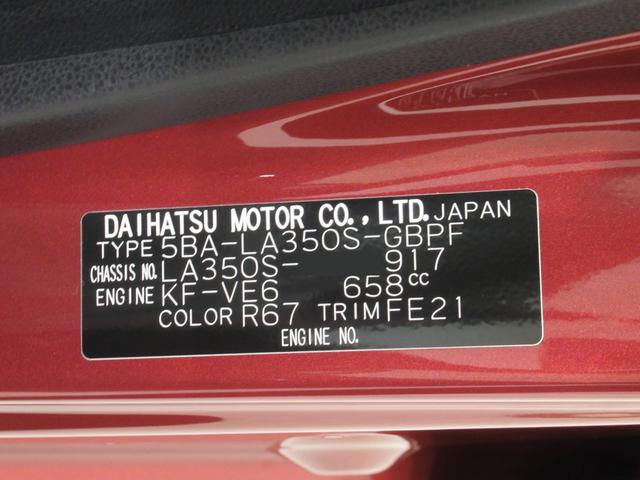 DAIHATSU MOTOR CO., LTD. JAPAN
TYPE 5BA-LA350S-GBPF
CHASSIS NO. LA350S- 917
ENGINE KF-VE6 658cc
COLOR R67 TRIM FE21
ENGINE NO.